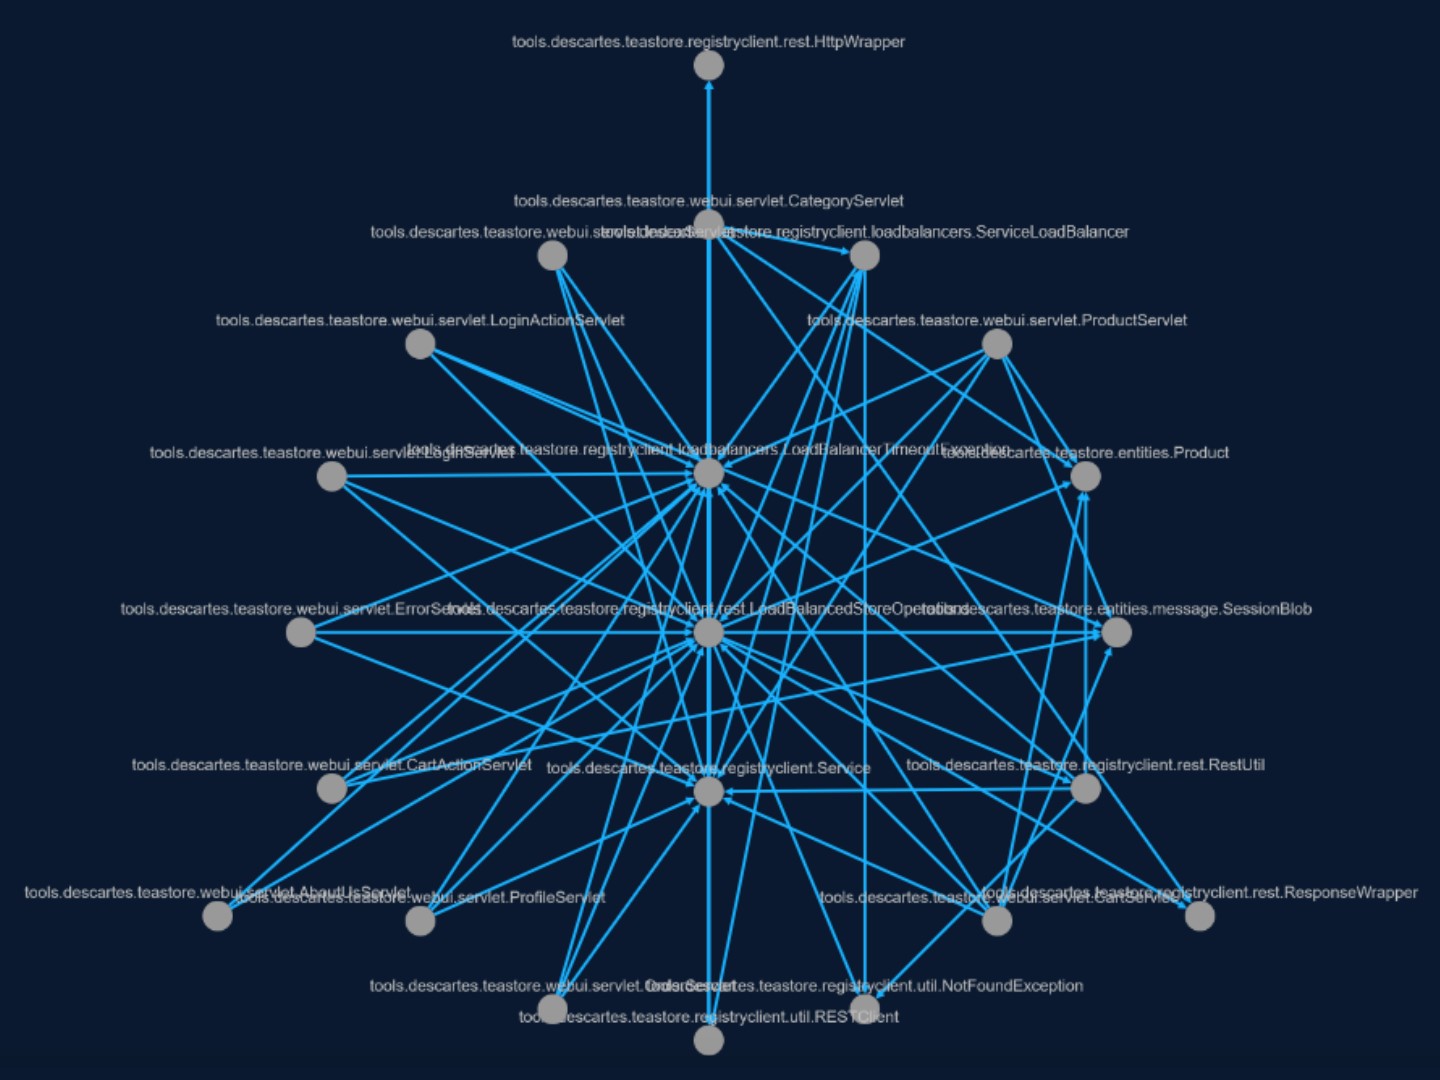 tools.descartes.teastore.registryclient.rest.HttpWrapper
tools.descartes.teastore.webui.servlet.CategoryServlet
tools.descartes.teastore.webui.servlet.IndexServlet
tools.descartes.teastore.registryclient.loadbalancers.ServiceLoadBalancer
tools.descartes.teastore.webui.servlet.LoginActionServlet
tools.descartes.teastore.webui.servlet.ProductServlet
tools.descartes.teastore.webui.servlet.LoginServlet
tools.descartes.teastore.registryclient.loadbalancers.LoadBalancerTimeoutException
tools.descartes.teastore.entities.Product
tools.descartes.teastore.webui.servlet.ErrorServlet
tools.descartes.teastore.registryclient.rest.LoadBalancedStoreOperations
tools.descartes.teastore.entities.message.SessionBlob
tools.descartes.teastore.webui.servlet.CartActionServlet
tools.descartes.teastore.registryclient.Service
tools.descartes.teastore.registryclient.rest.RestUtil
tools.descartes.teastore.webui.servlet.AboutUsServlet
tools.descartes.teastore.webui.servlet.ProfileServlet
tools.descartes.teastore.webui.servlet.CartServlet
tools.descartes.teastore.registryclient.rest.ResponseWrapper
tools.descartes.teastore.webui.servlet.OrderServlet
tools.descartes.teastore.registryclient.util.NotFoundException
tools.descartes.teastore.registryclient.util.RESTClient